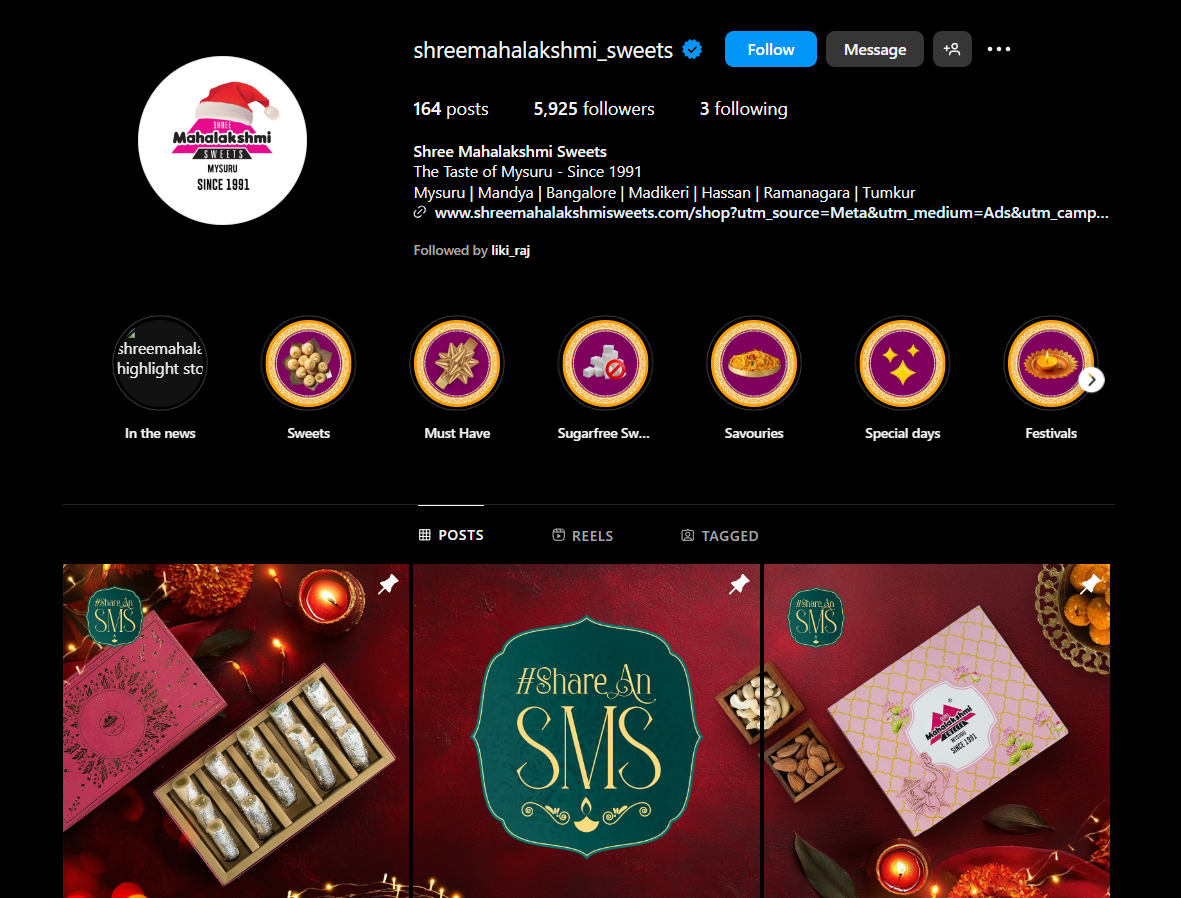 shreemahalakshmi_sweets
Follow
Message
164 posts
5,925 followers
3 following
SHREE
Mahalakshmi
SWEETS
MYSURU
SINCE 1991
Shree Mahalakshmi Sweets
The Taste of Mysuru - Since 1991
Mysuru | Mandya | Bangalore | Madikeri | Hassan | Ramanagara | Tumkur
www.shreemahalakshmisweets.com/shop?utm_source=Meta&utm_medium=Ads&utm_camp...
Followed by liki_raj
shreemahala
highlight sto
In the news
Sweets
Must Have
Sugarfree Sw...
Savouries
Special days
Festivals
POSTS
REELS
TAGGED
#Share An
SMS
#Share An
SMS
#Share An
SMS
Mahalakshmi
SWEETS
MYSURU
SINCE 1991